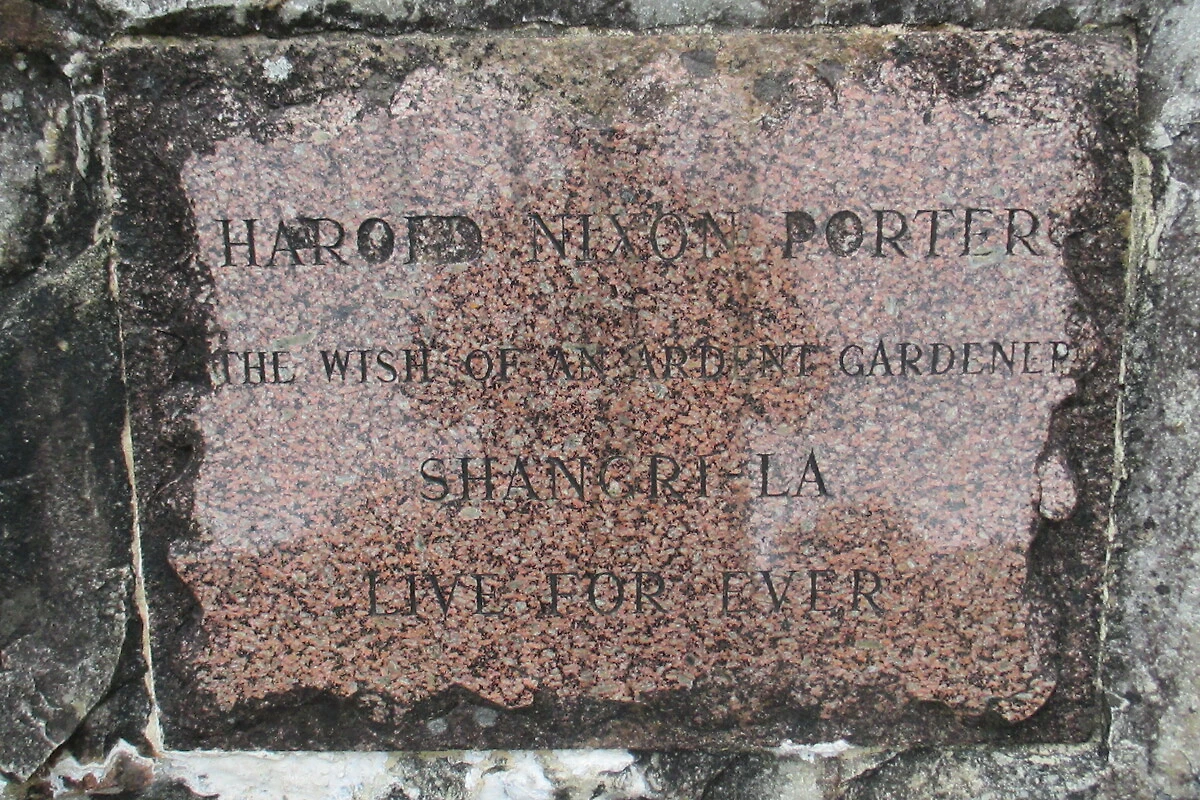 HAROLD NIXON PORTER
THE WISH OF AN ARDENT GARDENER
SHANGRI-LA
LIVE FOR EVER